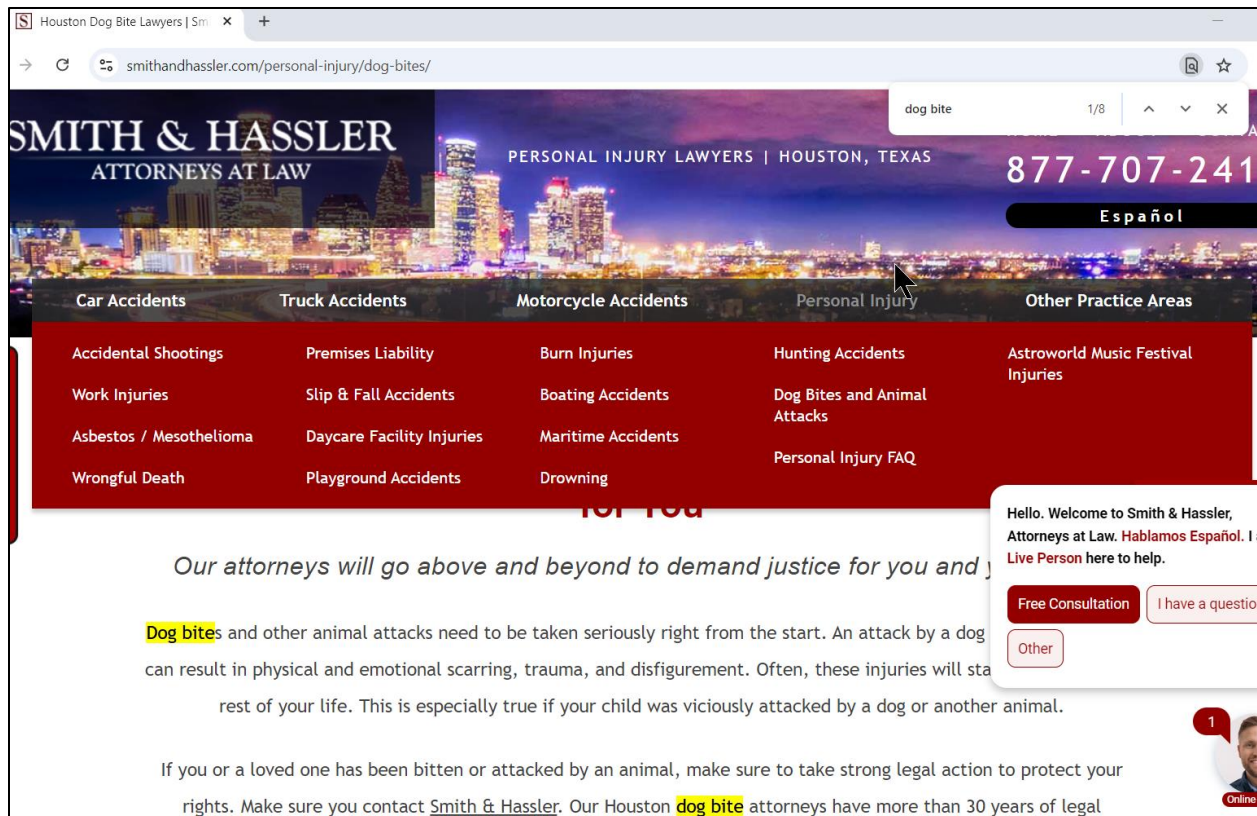 Houston Dog Bite Lawyers | Sm
smithandhassler.com/personal-injury/dog-bites/
dog bite 1/8
SMITH & HASSLER
ATTORNEYS AT LAW
PERSONAL INJURY LAWYERS | HOUSTON, TEXAS
877-707-241
Español
Car Accidents Truck Accidents Motorcycle Accidents Personal Injury Other Practice Areas
Accidental Shootings Premises Liability Burn Injuries Hunting Accidents Astroworld Music Festival
Injuries
Work Injuries Slip & Fall Accidents Boating Accidents Dog Bites and Animal
Attacks
Asbestos / Mesothelioma Daycare Facility Injuries Maritime Accidents
Personal Injury FAQ
Wrongful Death Playground Accidents Drowning
for You
Hello. Welcome to Smith & Hassler,
Attorneys at Law. Hablamos Español. I
Live Person here to help.
Free Consultation I have a questio
Other
Our attorneys will go above and beyond to demand justice for you and
Dog bites and other animal attacks need to be taken seriously right from the start. An attack by a dog
can result in physical and emotional scarring, trauma, and disfigurement. Often, these injuries will sta
rest of your life. This is especially true if your child was viciously attacked by a dog or another animal.
If you or a loved one has been bitten or attacked by an animal, make sure to take strong legal action to protect your
rights. Make sure you contact Smith & Hassler. Our Houston dog bite attorneys have more than 30 years of legal
1
Online